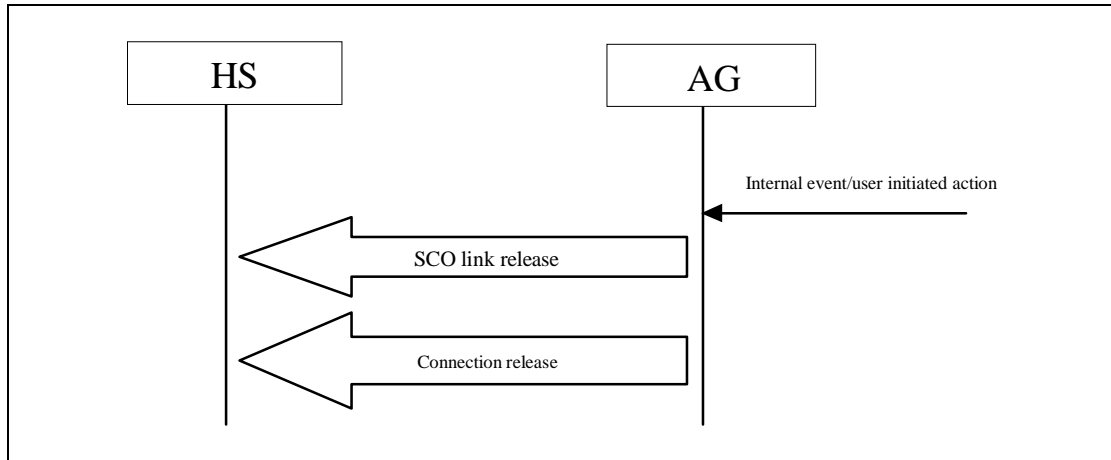 HS
AG
Internal event/user initiated action
SCO link release
Connection release